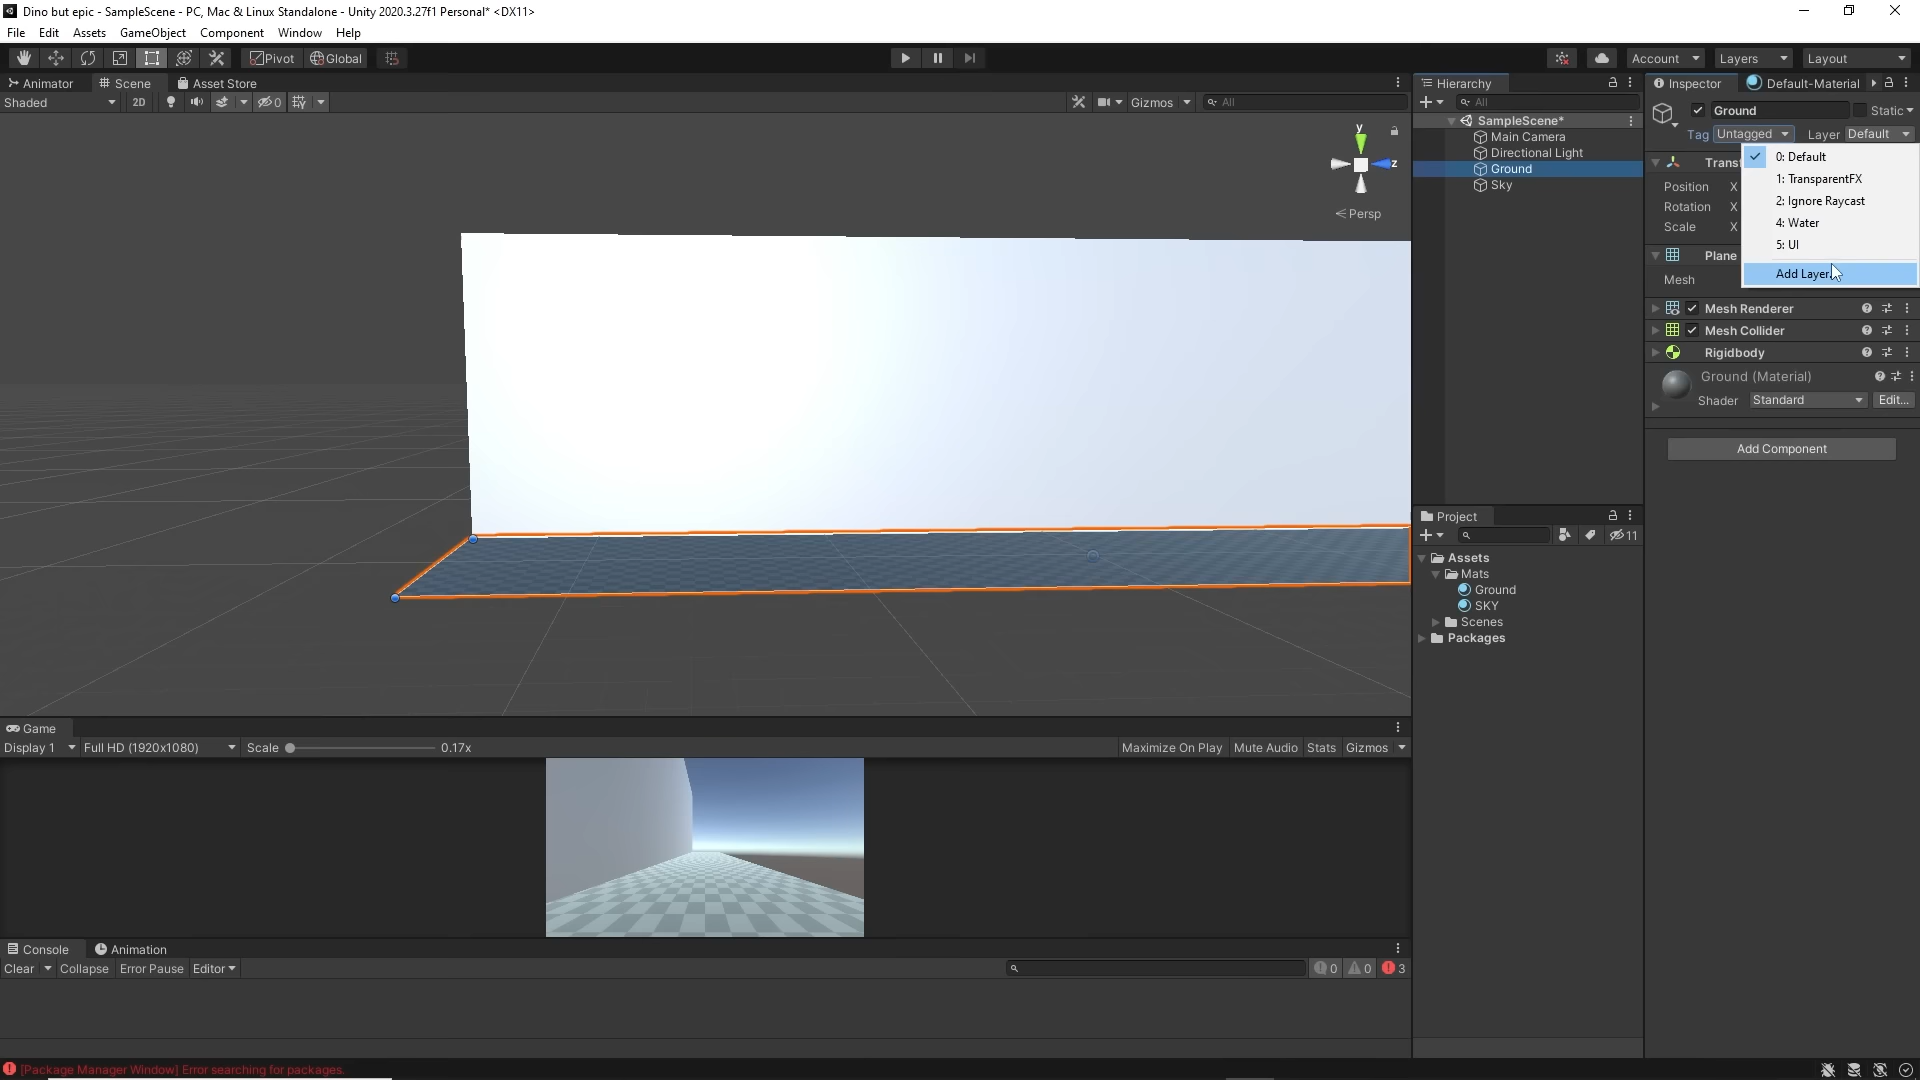 Dino but epic - SampleScene - PC, Mac & Linux Standalone - Unity 2020.3.27f1 Personal* <DX11>
File Edit Assets GameObject Component Window Help
Pivot Global Account Layers Layout
Animator Scene Asset Store
Shaded 2D 0 Gizmos All
y
z
Persp
Hierarchy
All
SampleScene*
Main Camera
Directional Light
Ground
Sky
Inspector Default-Material
Ground Static
Tag Untagged Layer Default
0: Default
1: TransparentFX
2: Ignore Raycast
4: Water
5: UI
Add Layer
Position X
Rotation X
Scale X
Plane
Mesh
Mesh Renderer
Mesh Collider
Rigidbody
Ground (Material)
Shader Standard Edit...
Add Component
Project
11
Assets
Mats
Ground
SKY
Scenes
Packages
Game
Display 1 Full HD (1920x1080) Scale 0.17x Maximize On Play Mute Audio Stats Gizmos
Console Animation
Clear Collapse Error Pause Editor 0 0 3
[Package Manager Window] Error searching for packages.